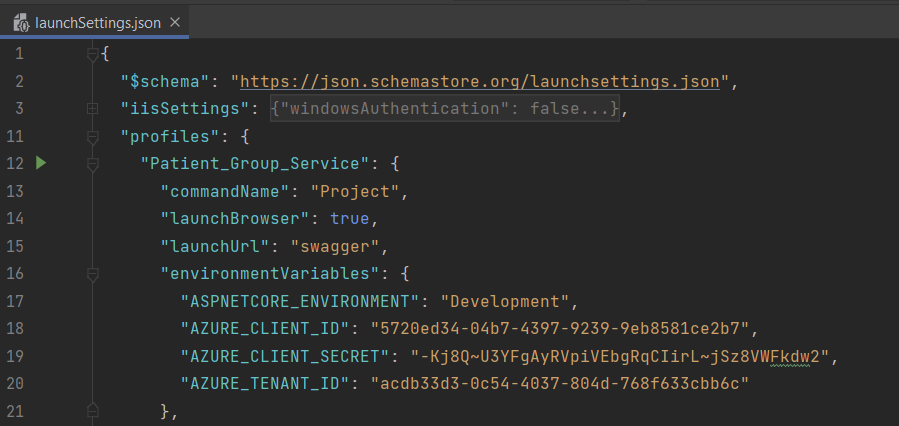 launchSettings.json
1 {
2 "$schema": "https://json.schemastore.org/launchsettings.json",
3 "iisSettings": {"windowsAuthentication": false...},
11 "profiles": {
12 "Patient_Group_Service": {
13 "commandName": "Project",
14 "launchBrowser": true,
15 "launchUrl": "swagger",
16 "environmentVariables": {
17 "ASPNETCORE_ENVIRONMENT": "Development",
18 "AZURE_CLIENT_ID": "5720ed34-04b7-4397-9239-9eb8581ce2b7",
19 "AZURE_CLIENT_SECRET": "-Kj8Q~U3YFgAyRVpiVEbgRqCIirL~jSz8VWFkdw2",
20 "AZURE_TENANT_ID": "acdb33d3-0c54-4037-804d-768f633cbb6c"
21 },